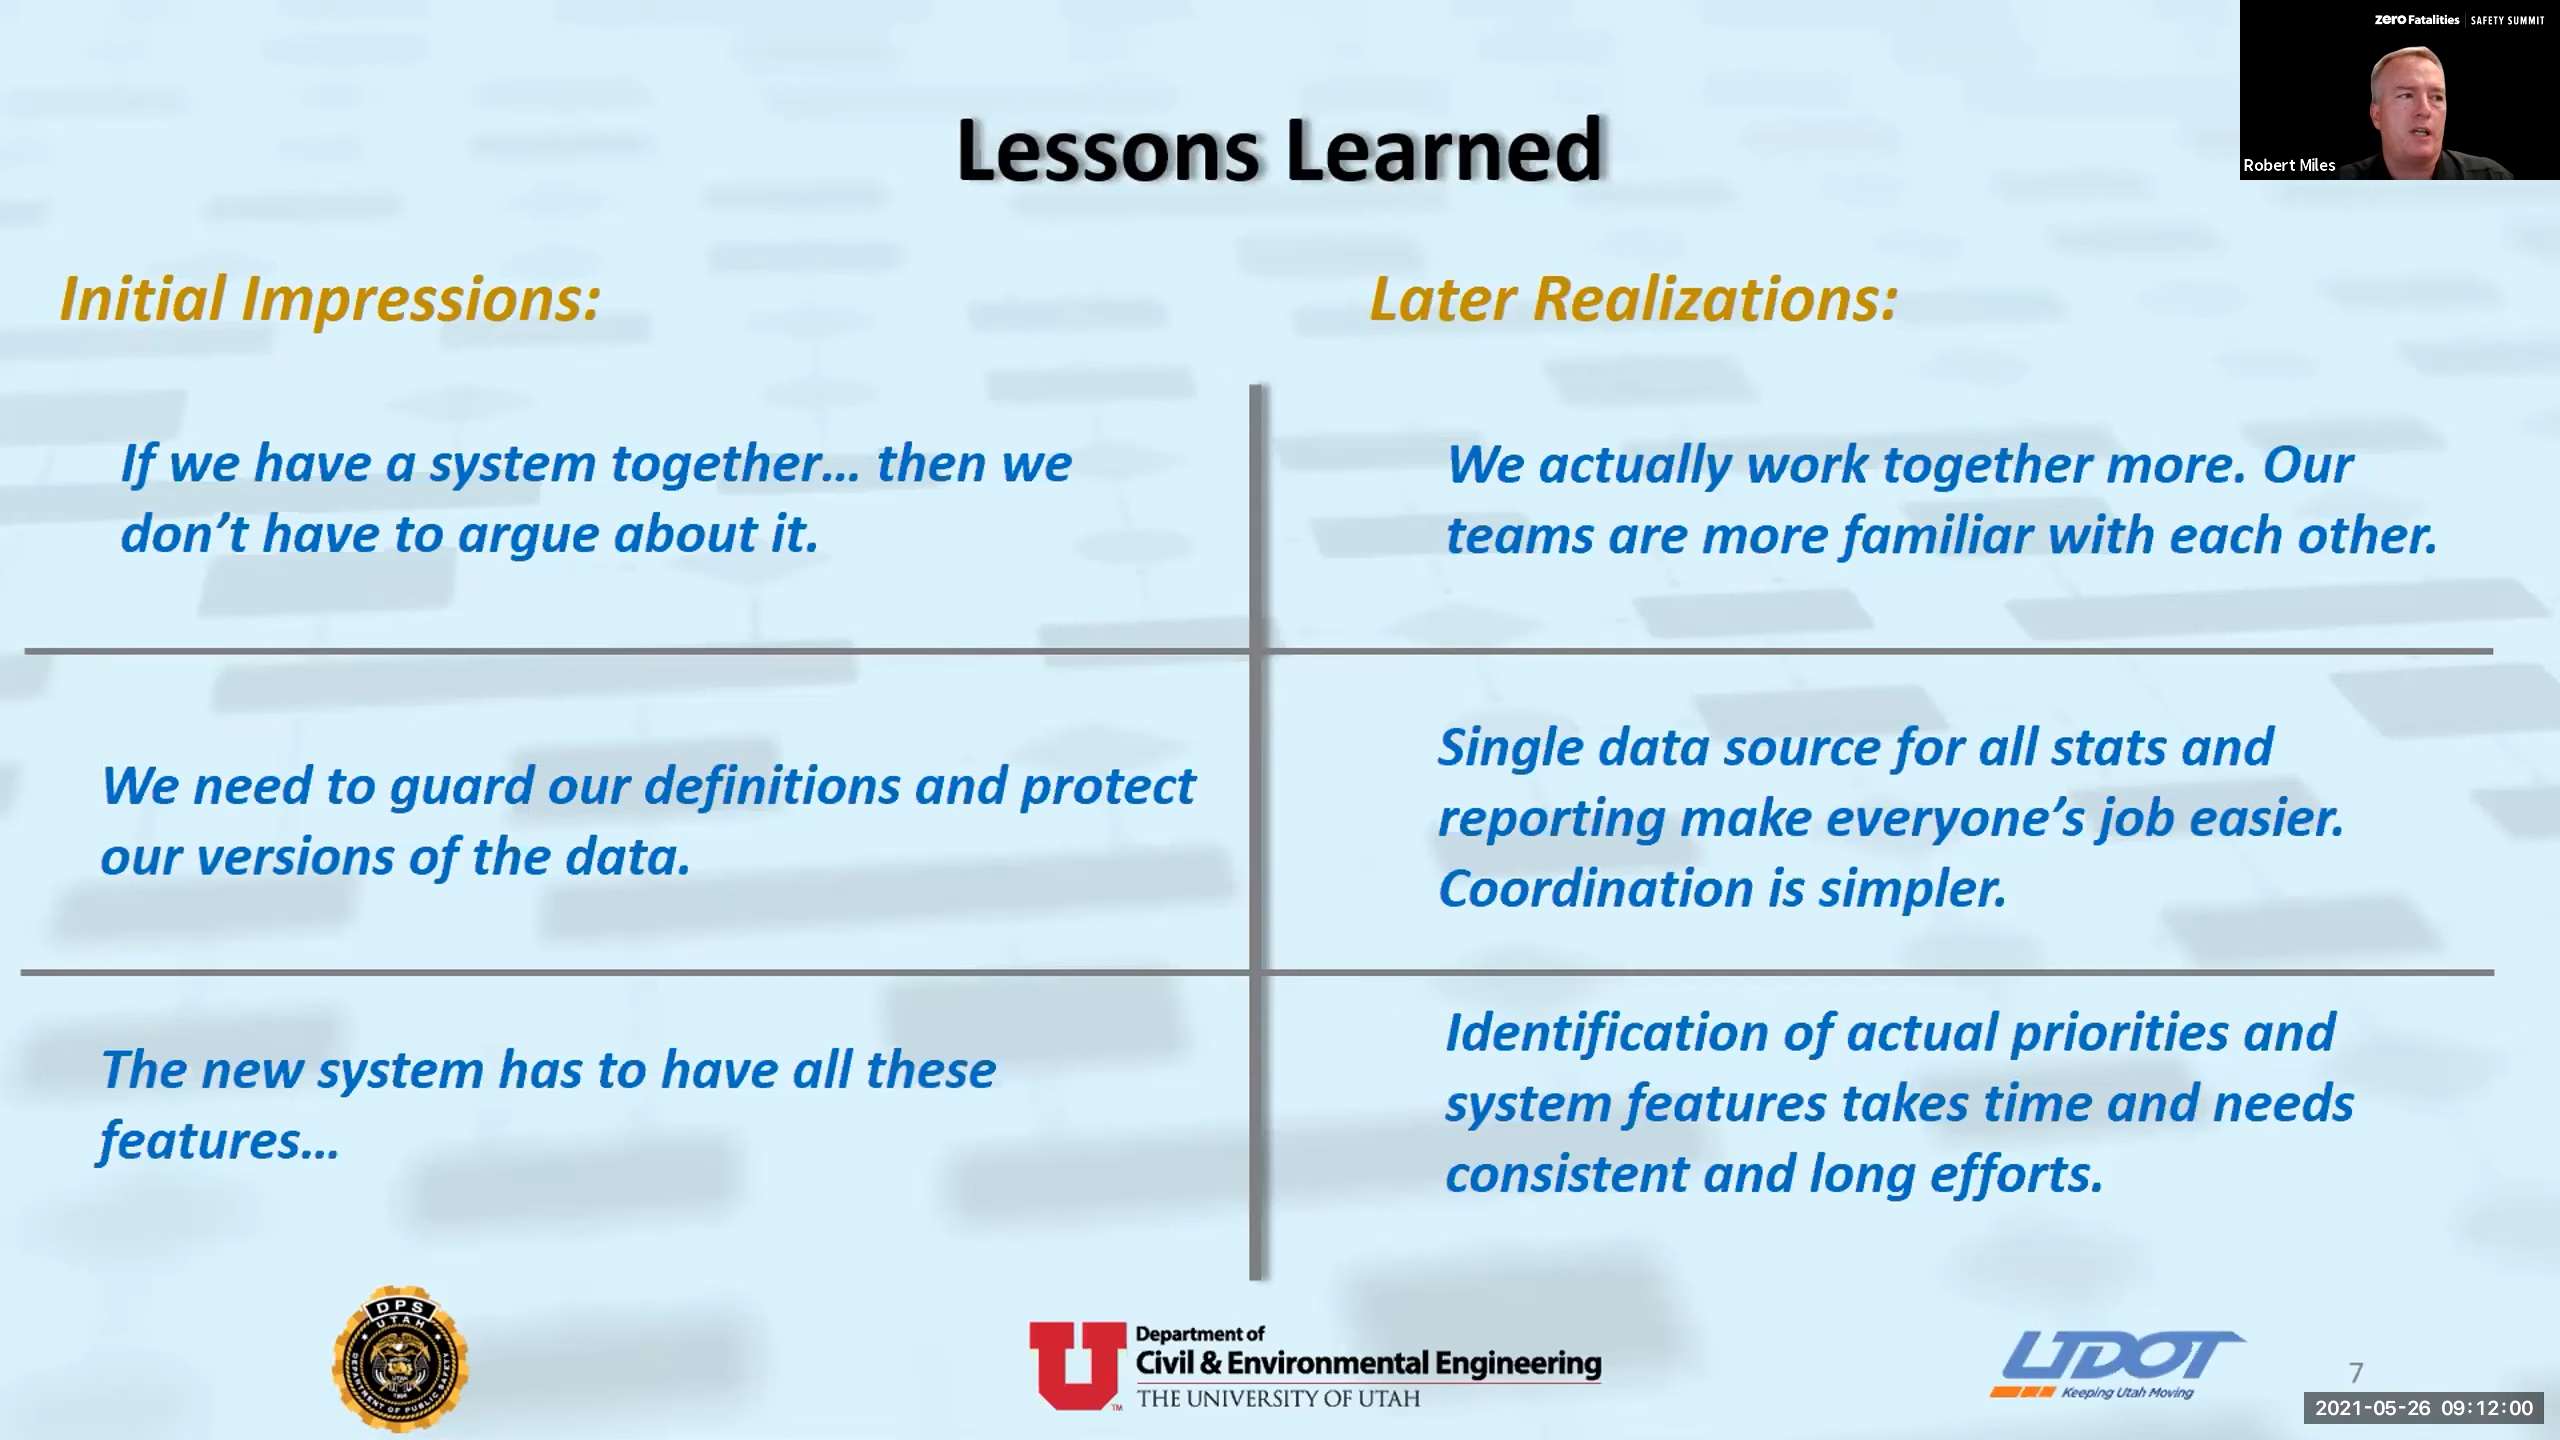 zero Fatalities | SAFETY SUMMIT
Robert Miles
Lessons Learned
Initial Impressions:
Later Realizations:
If we have a system together… then we
don’t have to argue about it.
We actually work together more. Our
teams are more familiar with each other.
We need to guard our definitions and protect
our versions of the data.
Single data source for all stats and
reporting make everyone’s job easier.
Coordination is simpler.
The new system has to have all these
features…
Identification of actual priorities and
system features takes time and needs
consistent and long efforts.
DPS
UTAH
DEPARTMENT OF PUBLIC SAFETY
U
TM
Department of
Civil & Environmental Engineering
THE UNIVERSITY OF UTAH
UDOT
Keeping Utah Moving
7
2021-05-26 09:12:00